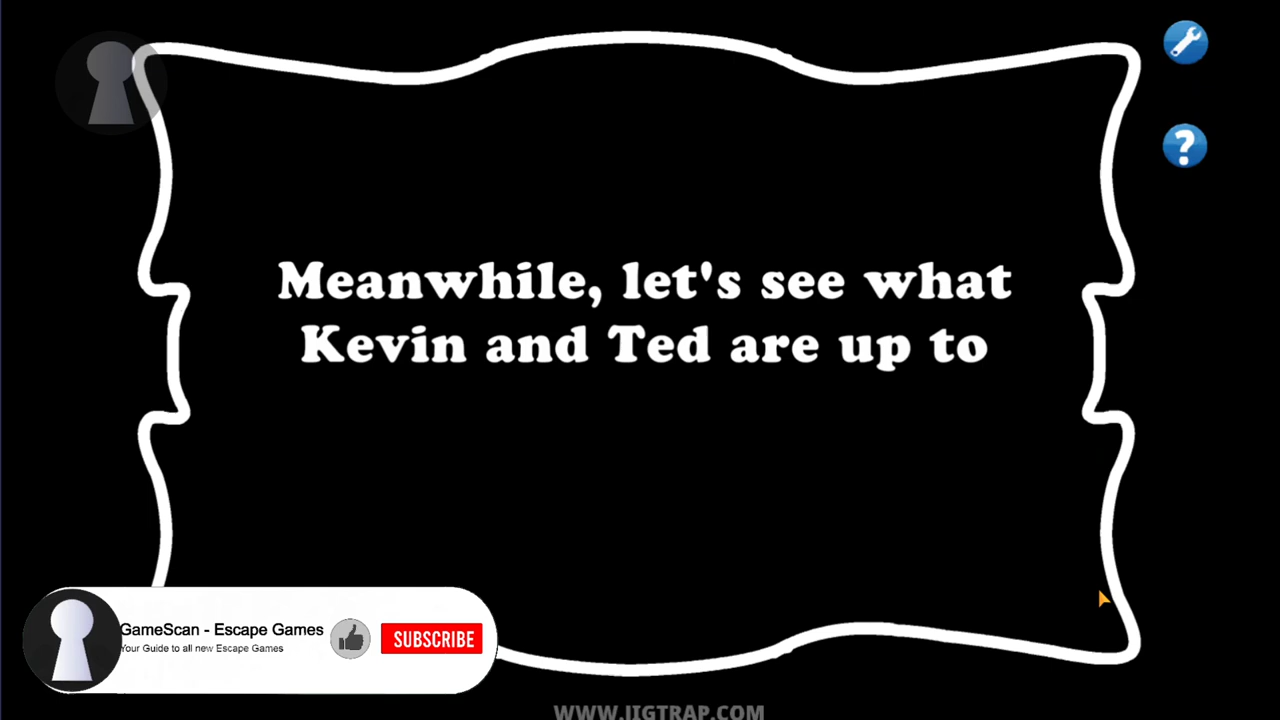 Meanwhile, let's see what
Kevin and Ted are up to
GameScan - Escape Games
Your Guide to all new Escape Games
SUBSCRIBE
WWW.JIGTRAP.COM